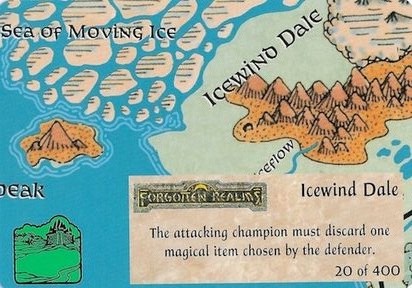 Sea of Moving Ice
Icewind Dale
Iceflow
peak
FORGOTTEN REALMS
Icewind Dale
The attacking champion must discard one
magical item chosen by the defender.
20 of 400